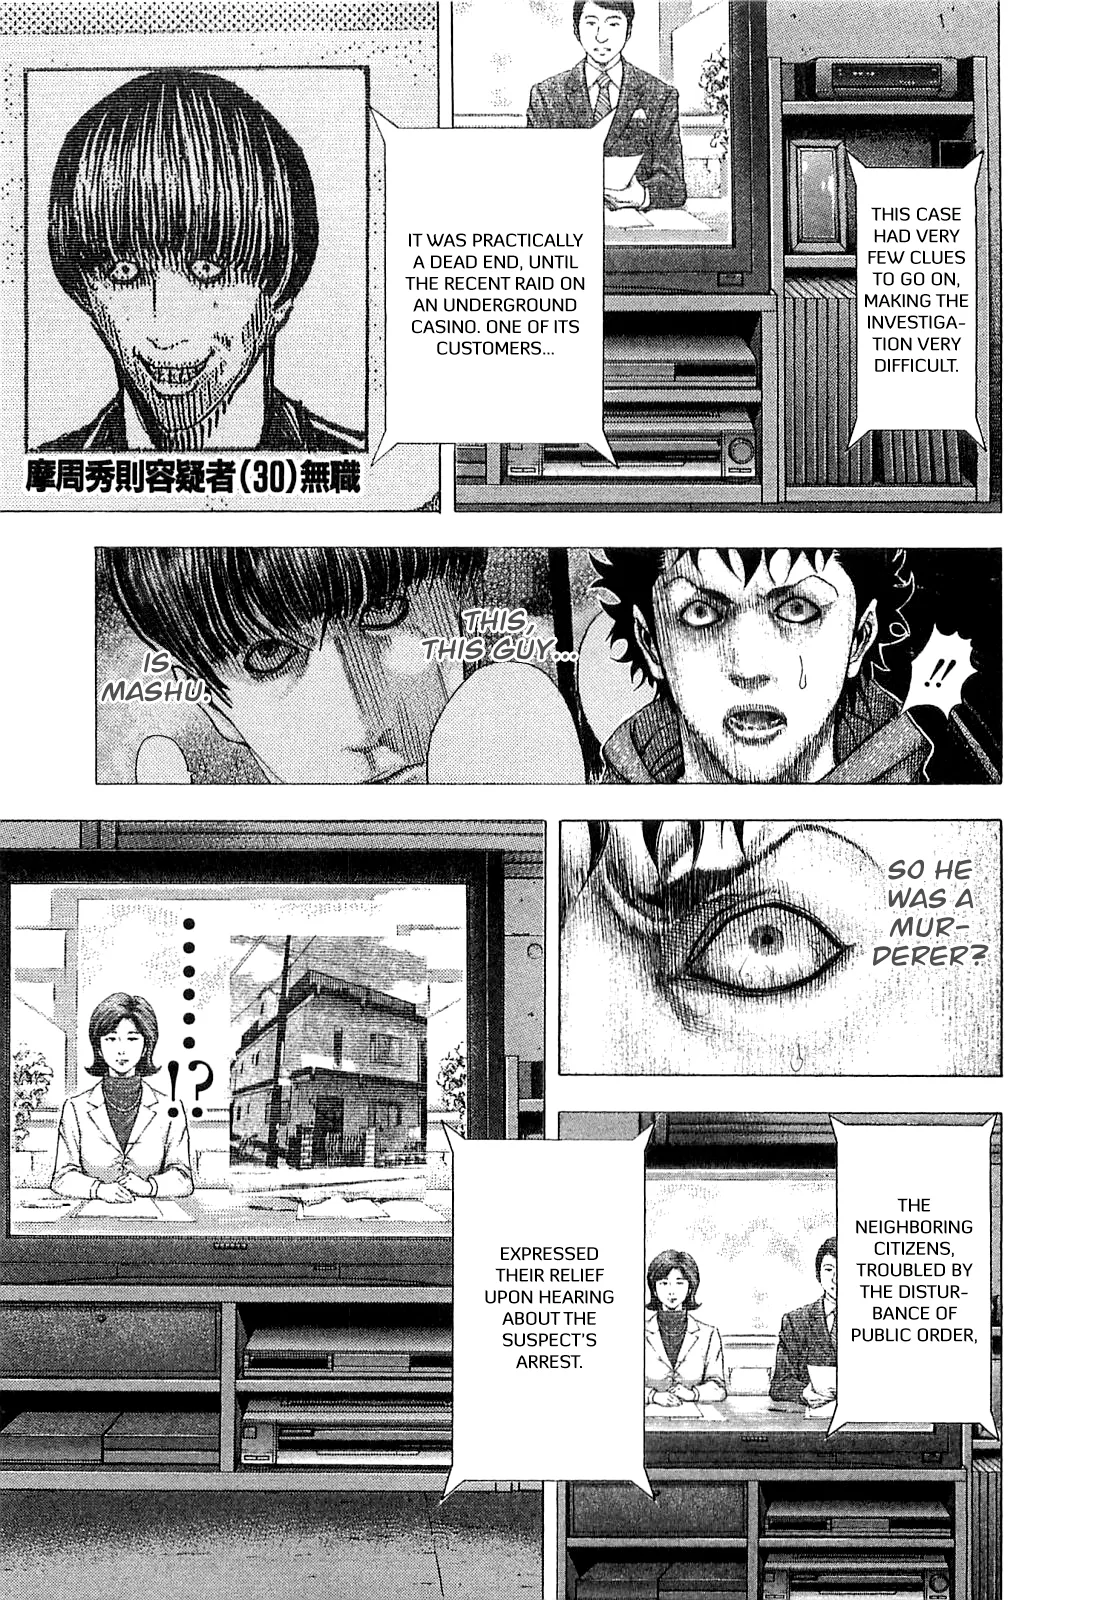 THIS CASE
HAD VERY
FEW CLUES
TO GO ON,
MAKING THE
INVESTIGA-
TION VERY
DIFFICULT.
IT WAS PRACTICALLY
A DEAD END, UNTIL
THE RECENT RAID ON
AN UNDERGROUND
CASINO. ONE OF ITS
CUSTOMERS...
摩周秀則容疑者(30)無職
!!
THIS,
THIS GUY...
IS
MASHU.
SO HE
WAS A
MUR-
DERER?
THE
NEIGHBORING
CITIZENS,
TROUBLED BY
THE DISTUR-
BANCE OF
PUBLIC ORDER,
EXPRESSED
THEIR RELIEF
UPON HEARING
ABOUT THE
SUSPECT'S
ARREST.
........!?